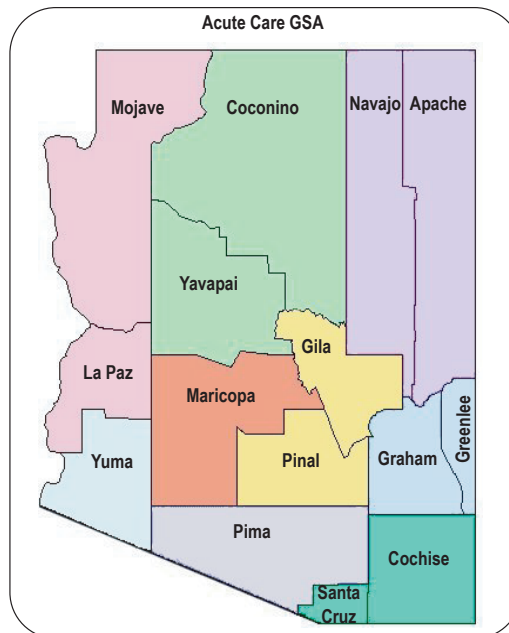 Acute Care GSA
Mojave
Coconino
Navajo
Apache
Yavapai
Gila
La Paz
Maricopa
Greenlee
Yuma
Pinal
Graham
Pima
Cochise
Santa
Cruz